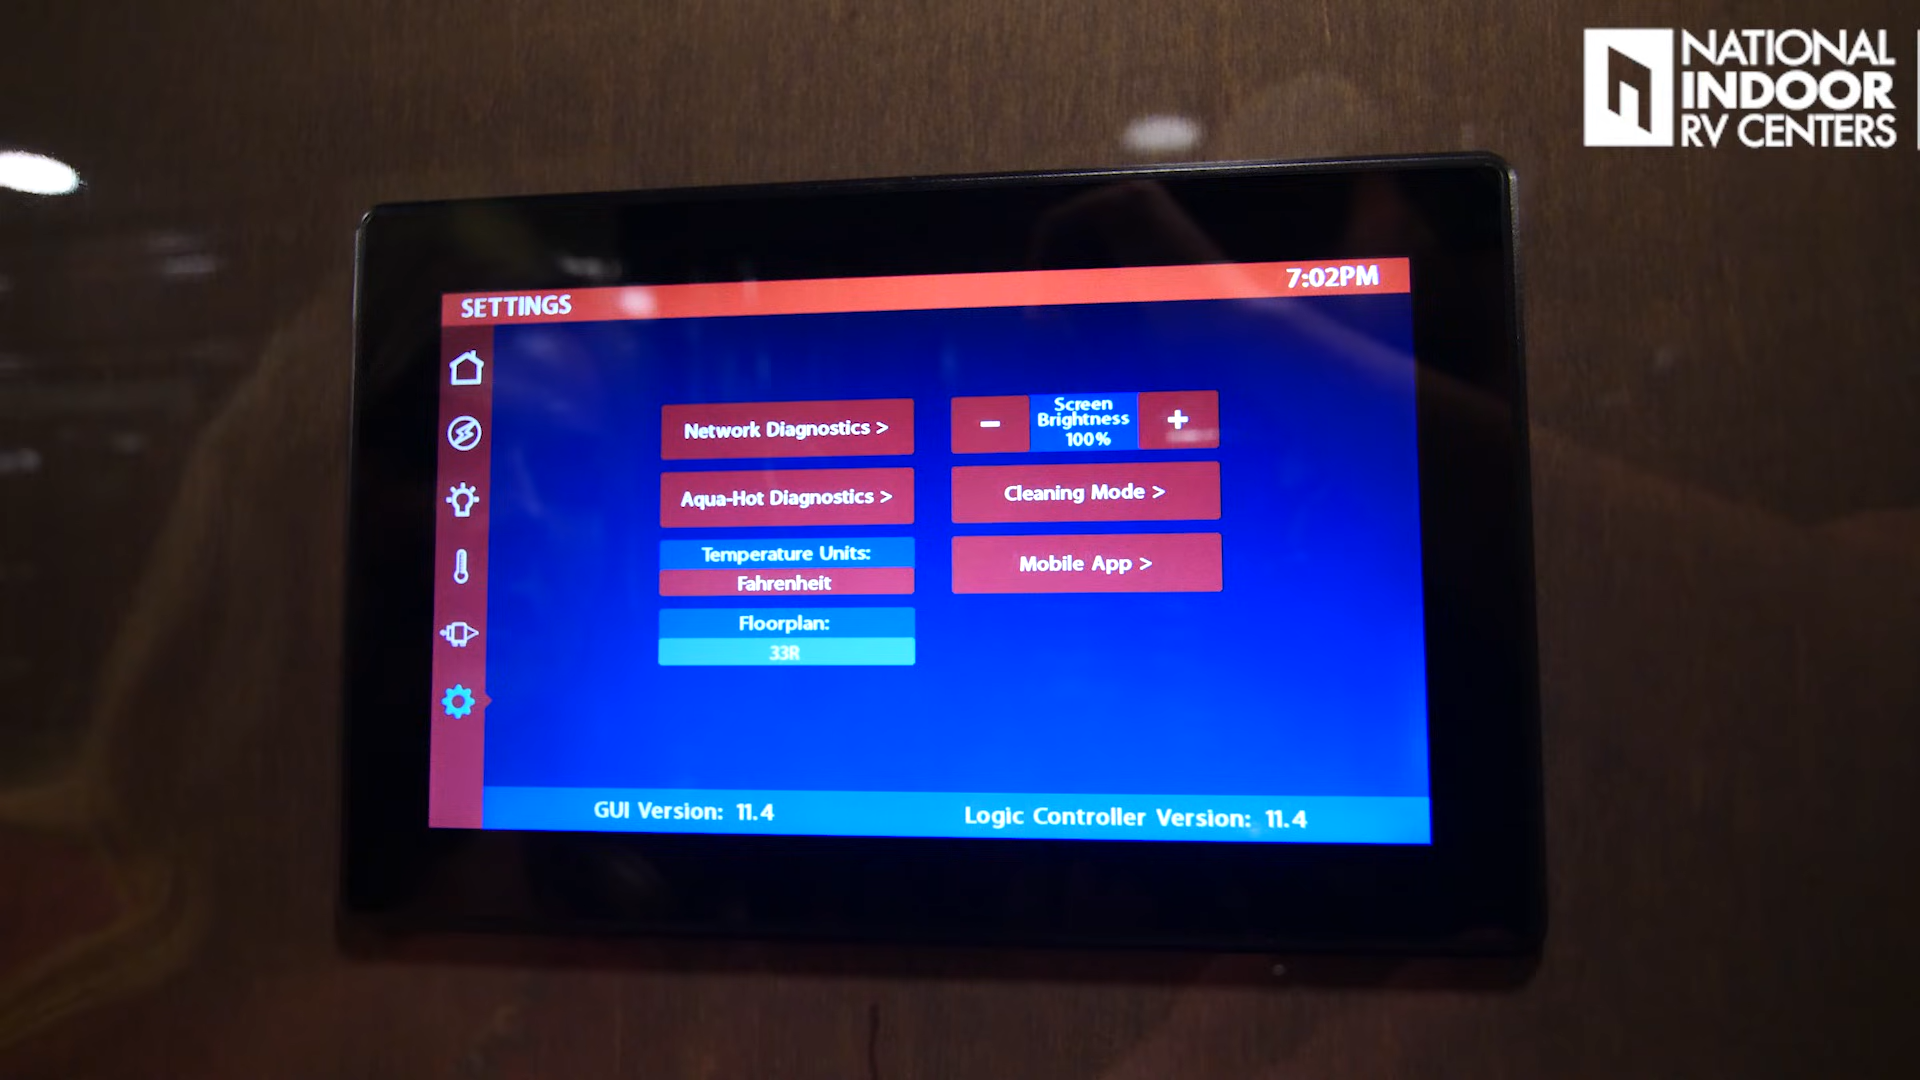 NATIONAL
INDOOR
RV CENTERS
SETTINGS
7:02PM
Network Diagnostics >
Aqua-Hot Diagnostics >
Temperature Units:
Fahrenheit
Floorplan:
33R
−
Screen
Brightness
100%
+
Cleaning Mode >
Mobile App >
GUI Version: 11.4
Logic Controller Version: 11.4